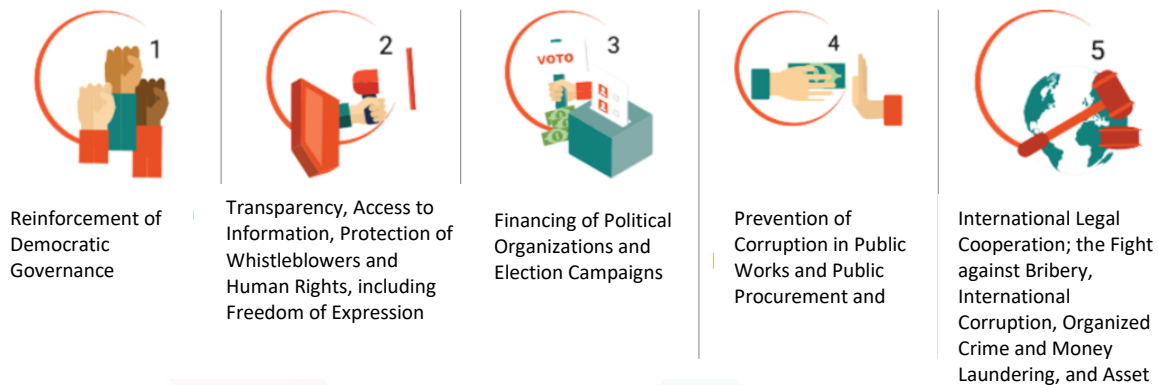 1
Reinforcement of
Democratic
Governance
2
Transparency, Access to
Information, Protection of
Whistleblowers and
Human Rights, including
Freedom of Expression
3
VOTO
Financing of Political
Organizations and
Election Campaigns
4
Prevention of
Corruption in Public
Works and Public
Procurement and
5
International Legal
Cooperation; the Fight
against Bribery,
International
Corruption, Organized
Crime and Money
Laundering, and Asset